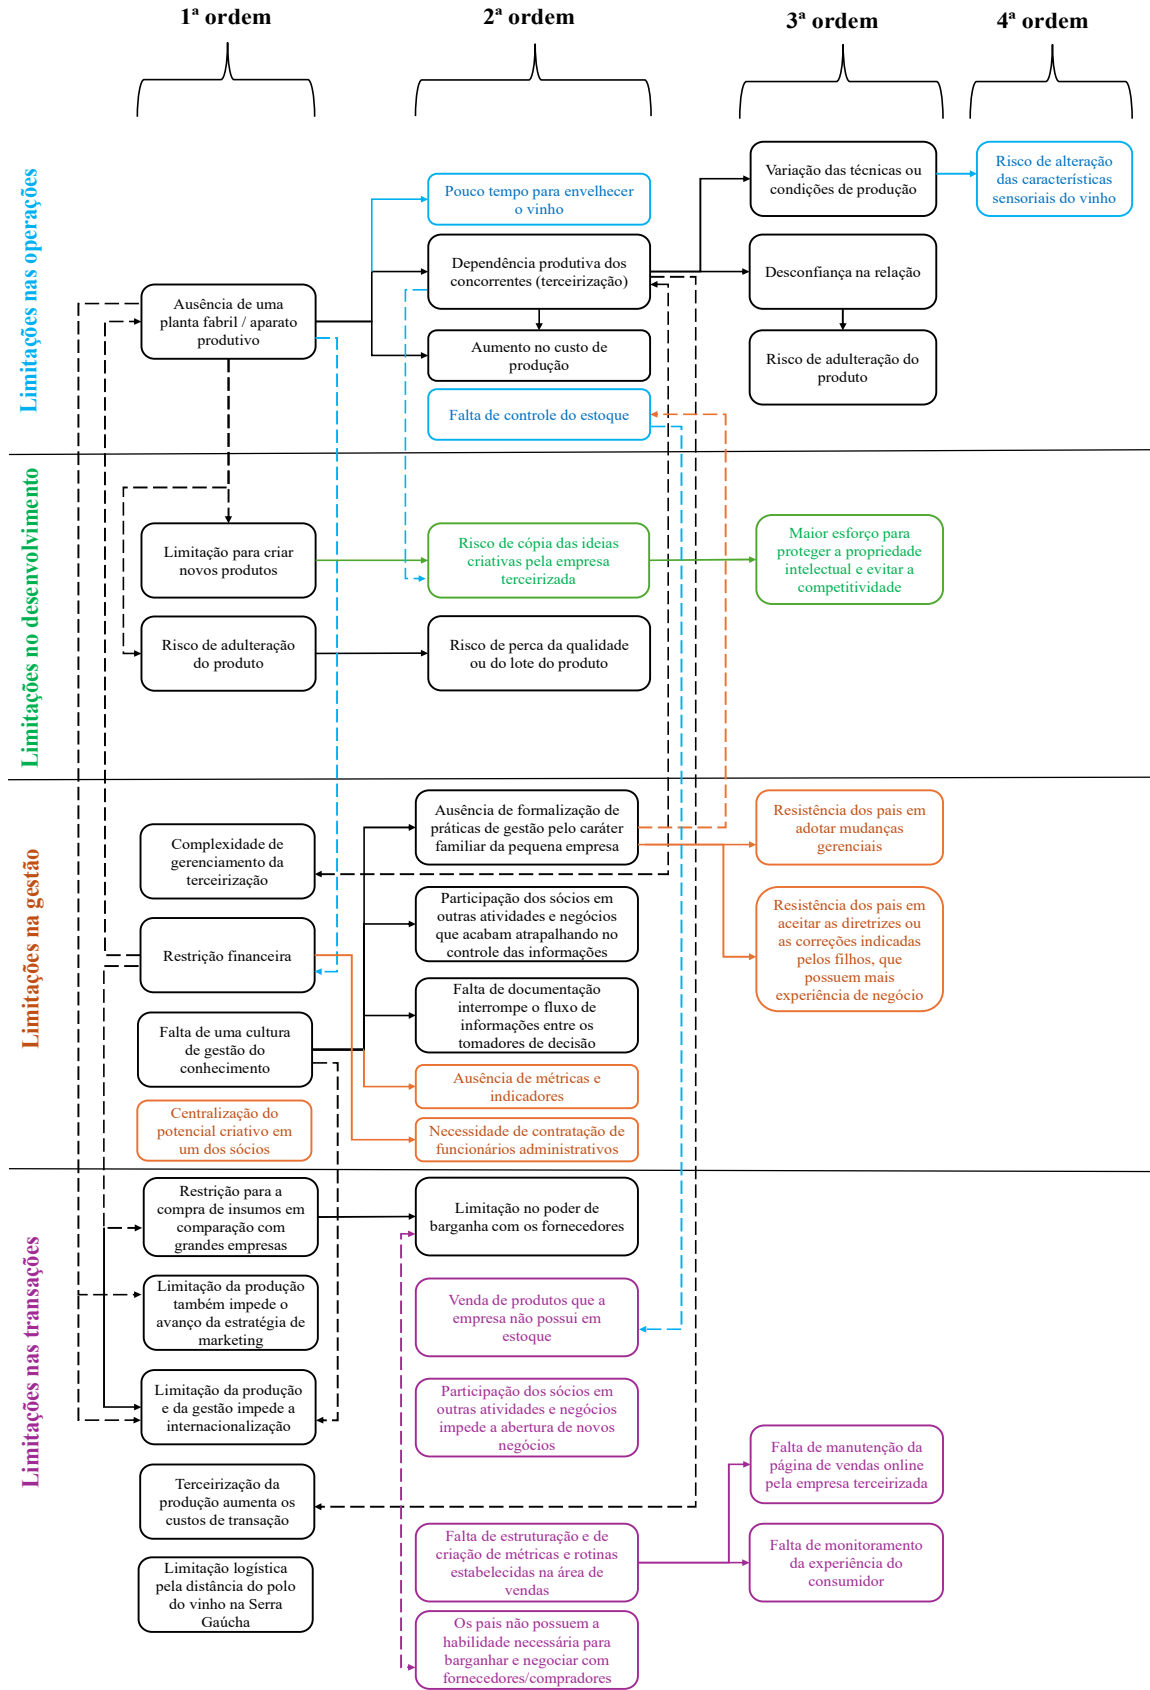 1ª ordem
2ª ordem
3ª ordem
4ª ordem
Limitações nas operações
Ausência de uma
planta fabril / aparato
produtivo
Pouco tempo para envelhecer
o vinho
Dependência produtiva dos
concorrentes (terceirização)
Aumento no custo de
produção
Falta de controle do estoque
Variação das técnicas ou
condições de produção
Desconfiança na relação
Risco de adulteração do
produto
Risco de alteração
das características
sensoriais do vinho
Limitações no desenvolvimento
Limitação para criar
novos produtos
Risco de adulteração
do produto
Risco de cópia das ideias
criativas pela empresa
terceirizada
Risco de perca da qualidade
ou do lote do produto
Maior esforço para
proteger a propriedade
intelectual e evitar a
competitividade
Limitações na gestão
Complexidade de
gerenciamento da
terceirização
Restrição financeira
Falta de uma cultura
de gestão do
conhecimento
Centralização do
potencial criativo em
um dos sócios
Ausência de formalização de
práticas de gestão pelo caráter
familiar da pequena empresa
Participação dos sócios em
outras atividades e negócios
que acabam atrapalhando no
controle das informações
Falta de documentação
interrompe o fluxo de
informações entre os
tomadores de decisão
Ausência de métricas e
indicadores
Necessidade de contratação de
funcionários administrativos
Resistência dos pais em
adotar mudanças
gerenciais
Resistência dos pais em
aceitar as diretrizes ou
as correções indicadas
pelos filhos, que
possuem mais
experiência de negócio
Limitações nas transações
Restrição para a
compra de insumos em
comparação com
grandes empresas
Limitação da produção
também impede o
avanço da estratégia de
marketing
Limitação da produção
e da gestão impede a
internacionalização
Terceirização da
produção aumenta os
custos de transação
Limitação logística
pela distância do polo
do vinho na Serra
Gaúcha
Limitação no poder de
barganha com os fornecedores
Venda de produtos que a
empresa não possui em
estoque
Participação dos sócios em
outras atividades e negócios
impede a abertura de novos
negócios
Falta de estruturação e de
criação de métricas e rotinas
estabelecidas na área de
vendas
Os pais não possuem a
habilidade necessária para
barganhar e negociar com
fornecedores/compradores
Falta de manutenção da
página de vendas online
pela empresa terceirizada
Falta de monitoramento
da experiência do
consumidor